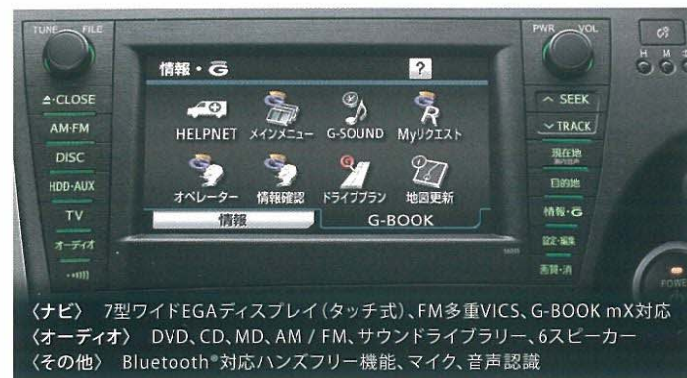 TUNE FILE
PWR VOL
H M
情報・G
?
▲・CLOSE
AM・FM
DISC
HDD・AUX
TV
オーディオ
HELPNET メインメニュー G-SOUND Myリクエスト
オペレーター 情報確認 ドライブプラン 地図更新
情報 G-BOOK
SEEK
TRACK
現在地
目的地
情報・G
設定・編集
画質・消
POWER
〈ナビ〉 7型ワイドEGAディスプレイ(タッチ式)、FM多重VICS、G-BOOK mX対応
〈オーディオ〉 DVD、CD、MD、AM / FM、サウンドライブラリー、6スピーカー
〈その他〉 Bluetooth®対応ハンズフリー機能、マイク、音声認識